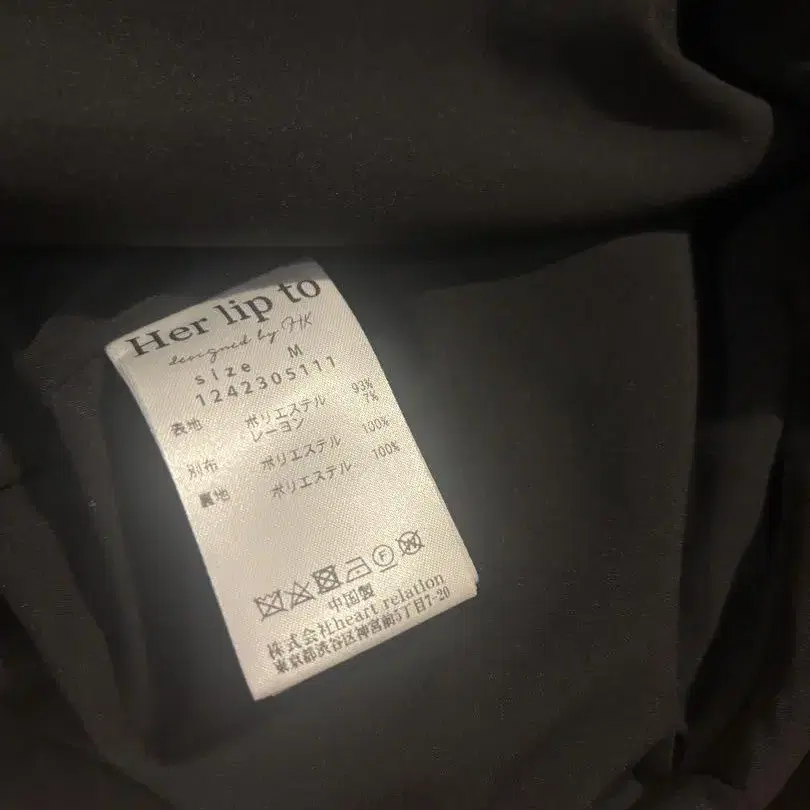 Her lip to
designed by HK
size M
1242305111
表地 ポリエステル 93%
レーヨン 7%
別布 ポリエステル 100%
裏地 ポリエステル 100%
中国製
株式会社heart relation
東京都渋谷区神宮前5丁目7-20